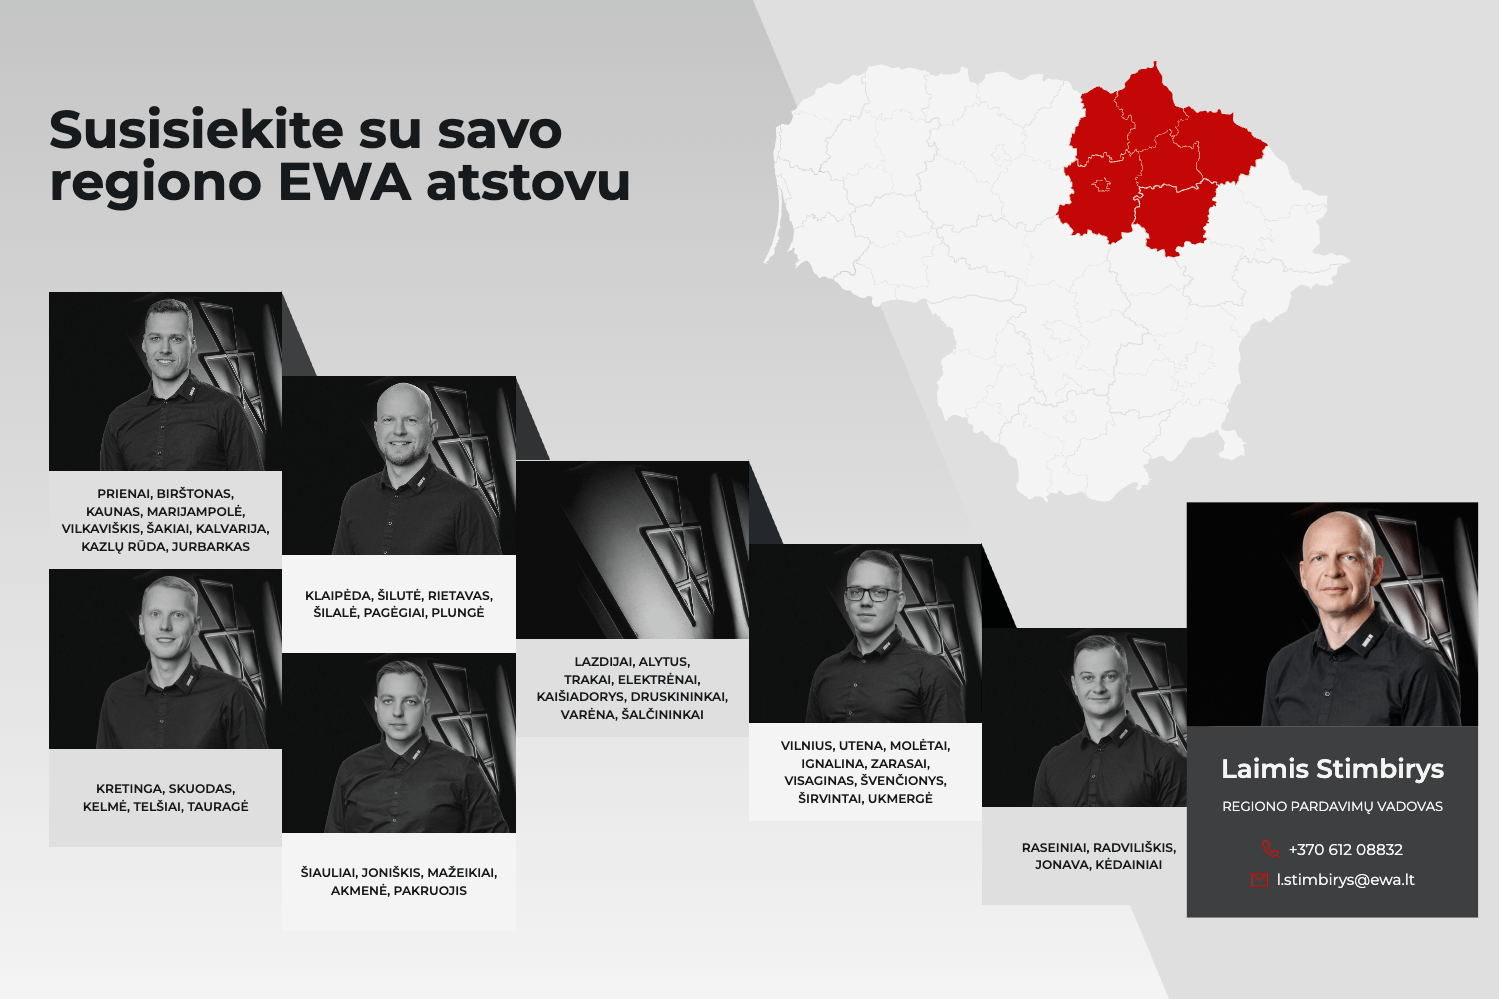 Susisiekite su savo
regiono EWA atstovu
PRIENAI, BIRŠTONAS,
KAUNAS, MARIJAMPOLĖ,
VILKAVIŠKIS, ŠAKIAI, KALVARIJA,
KAZLŲ RŪDA, JURBARKAS
KRETINGA, SKUODAS,
KELMĖ, TELŠIAI, TAURAGĖ
KLAIPĖDA, ŠILUTĖ, RIETAVAS,
ŠILALĖ, PAGĖGIAI, PLUNGĖ
ŠIAULIAI, JONIŠKIS, MAŽEIKIAI,
AKMENĖ, PAKRUOJIS
LAZDIJAI, ALYTUS,
TRAKAI, ELEKTRĖNAI,
KAIŠIADORYS, DRUSKININKAI,
VARĖNA, ŠALČININKAI
VILNIUS, UTENA, MOLĖTAI,
IGNALINA, ZARASAI,
VISAGINAS, ŠVENČIONYS,
ŠIRVINTAI, UKMERGĖ
RASEINIAI, RADVILIŠKIS,
JONAVA, KĖDAINIAI
Laimis Stimbirys
REGIONO PARDAVIMŲ VADOVAS
+370 612 08832
l.stimbirys@ewa.lt